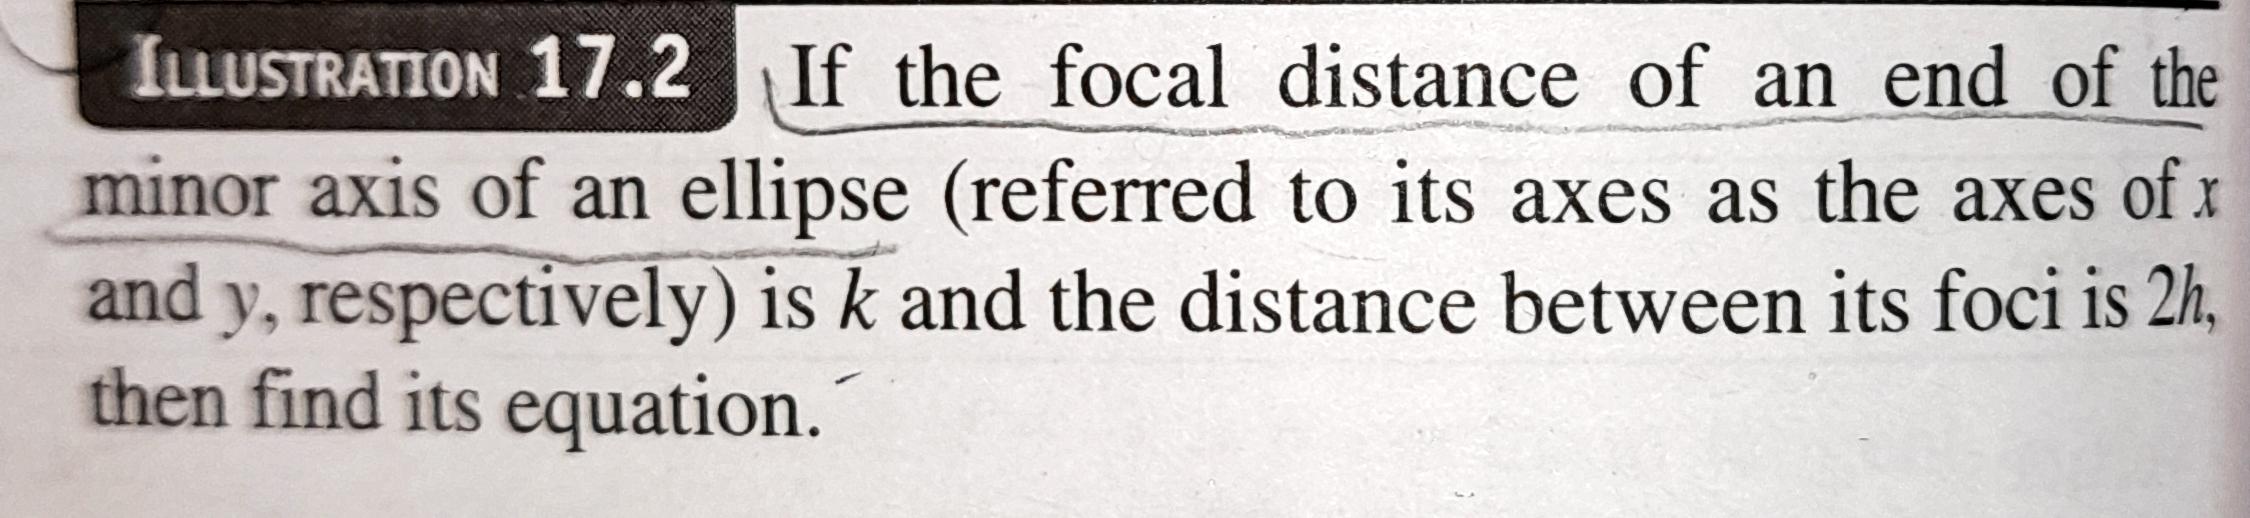 ILLUSTRATION 17.2 If the focal distance of an end of the
minor axis of an ellipse (referred to its axes as the axes of x
and y, respectively) is k and the distance between its foci is 2h,
then find its equation.